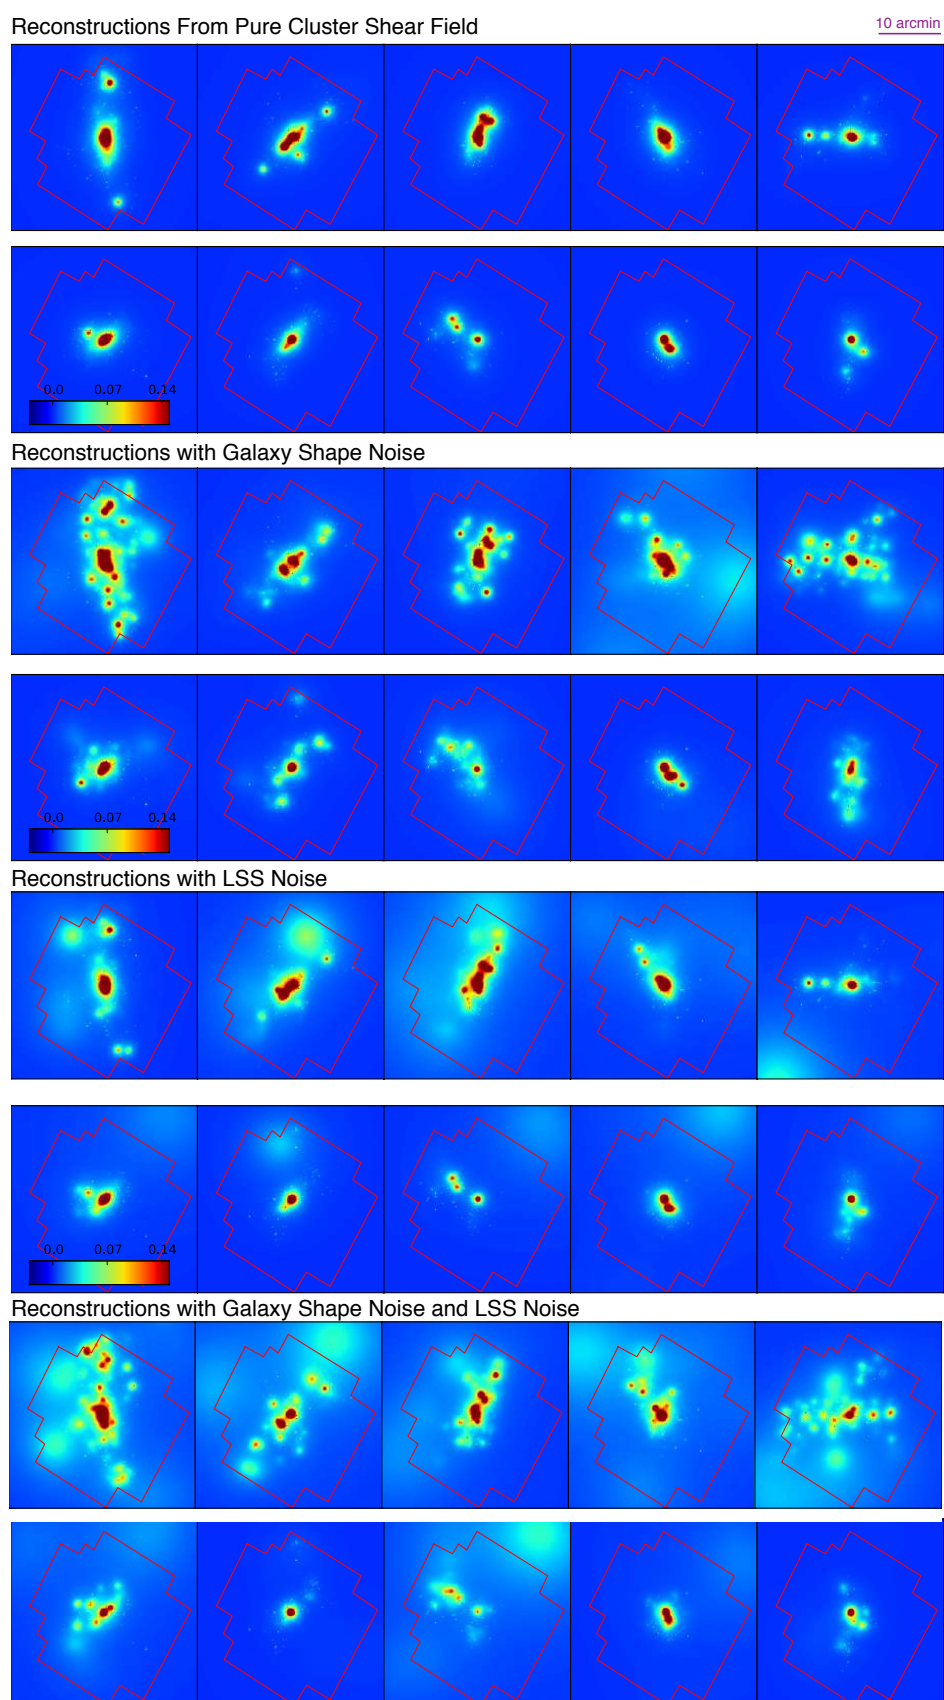 Reconstructions From Pure Cluster Shear Field
10 arcmin
0.0 0.07 0.14
Reconstructions with Galaxy Shape Noise
0.0 0.07 0.14
Reconstructions with LSS Noise
0.0 0.07 0.14
Reconstructions with Galaxy Shape Noise and LSS Noise